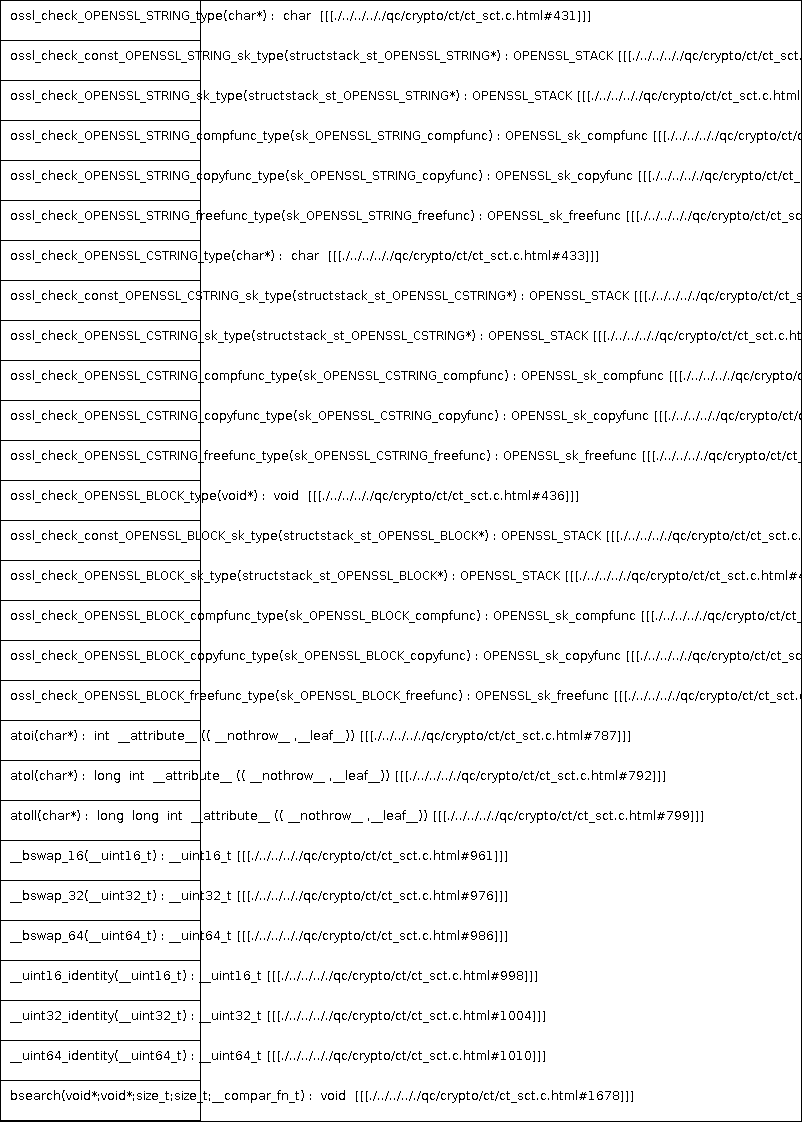 ossl_check_OPENSSL_STRING_type(char*) : char [[[./../../../../qc/crypto/ct/ct_sct.c.html#431]]]
ossl_check_const_OPENSSL_STRING_sk_type(structstack_st_OPENSSL_STRING*) : OPENSSL_STACK [[[./../../../../qc/crypto/ct/ct_sct.
ossl_check_OPENSSL_STRING_sk_type(structstack_st_OPENSSL_STRING*) : OPENSSL_STACK [[[./../../../../qc/crypto/ct/ct_sct.c.html
ossl_check_OPENSSL_STRING_compfunc_type(sk_OPENSSL_STRING_compfunc) : OPENSSL_sk_compfunc [[[./../../../../qc/crypto/ct/c
ossl_check_OPENSSL_STRING_copyfunc_type(sk_OPENSSL_STRING_copyfunc) : OPENSSL_sk_copyfunc [[[./../../../../qc/crypto/ct/ct_
ossl_check_OPENSSL_STRING_freefunc_type(sk_OPENSSL_STRING_freefunc) : OPENSSL_sk_freefunc [[[./../../../../qc/crypto/ct/ct_sc
ossl_check_OPENSSL_CSTRING_type(char*) : char [[[./../../../../qc/crypto/ct/ct_sct.c.html#433]]]
ossl_check_const_OPENSSL_CSTRING_sk_type(structstack_st_OPENSSL_CSTRING*) : OPENSSL_STACK [[[./../../../../qc/crypto/ct/ct_s
ossl_check_OPENSSL_CSTRING_sk_type(structstack_st_OPENSSL_CSTRING*) : OPENSSL_STACK [[[./../../../../qc/crypto/ct/ct_sct.c.ht
ossl_check_OPENSSL_CSTRING_compfunc_type(sk_OPENSSL_CSTRING_compfunc) : OPENSSL_sk_compfunc [[[./../../../../qc/crypto/c
ossl_check_OPENSSL_CSTRING_copyfunc_type(sk_OPENSSL_CSTRING_copyfunc) : OPENSSL_sk_copyfunc [[[./../../../../qc/crypto/ct/c
ossl_check_OPENSSL_CSTRING_freefunc_type(sk_OPENSSL_CSTRING_freefunc) : OPENSSL_sk_freefunc [[[./../../../../qc/crypto/ct/ct_
ossl_check_OPENSSL_BLOCK_type(void*) : void [[[./../../../../qc/crypto/ct/ct_sct.c.html#436]]]
ossl_check_const_OPENSSL_BLOCK_sk_type(structstack_st_OPENSSL_BLOCK*) : OPENSSL_STACK [[[./../../../../qc/crypto/ct/ct_sct.c.
ossl_check_OPENSSL_BLOCK_sk_type(structstack_st_OPENSSL_BLOCK*) : OPENSSL_STACK [[[./../../../../qc/crypto/ct/ct_sct.c.html#4
ossl_check_OPENSSL_BLOCK_compfunc_type(sk_OPENSSL_BLOCK_compfunc) : OPENSSL_sk_compfunc [[[./../../../../qc/crypto/ct/ct_
ossl_check_OPENSSL_BLOCK_copyfunc_type(sk_OPENSSL_BLOCK_copyfunc) : OPENSSL_sk_copyfunc [[[./../../../../qc/crypto/ct/ct_sc
ossl_check_OPENSSL_BLOCK_freefunc_type(sk_OPENSSL_BLOCK_freefunc) : OPENSSL_sk_freefunc [[[./../../../../qc/crypto/ct/ct_sct.
atoi(char*) : int __attribute__ (( __nothrow__ ,__leaf__)) [[[./../../../../qc/crypto/ct/ct_sct.c.html#787]]]
atol(char*) : long int __attribute__ (( __nothrow__ ,__leaf__)) [[[./../../../../qc/crypto/ct/ct_sct.c.html#792]]]
atoll(char*) : long long int __attribute__ (( __nothrow__ ,__leaf__)) [[[./../../../../qc/crypto/ct/ct_sct.c.html#799]]]
__bswap_16(__uint16_t) : __uint16_t [[[./../../../../qc/crypto/ct/ct_sct.c.html#961]]]
__bswap_32(__uint32_t) : __uint32_t [[[./../../../../qc/crypto/ct/ct_sct.c.html#976]]]
__bswap_64(__uint64_t) : __uint64_t [[[./../../../../qc/crypto/ct/ct_sct.c.html#986]]]
__uint16_identity(__uint16_t) : __uint16_t [[[./../../../../qc/crypto/ct/ct_sct.c.html#998]]]
__uint32_identity(__uint32_t) : __uint32_t [[[./../../../../qc/crypto/ct/ct_sct.c.html#1004]]]
__uint64_identity(__uint64_t) : __uint64_t [[[./../../../../qc/crypto/ct/ct_sct.c.html#1010]]]
bsearch(void*;void*;size_t;size_t;__compar_fn_t) : void [[[./../../../../qc/crypto/ct/ct_sct.c.html#1678]]]